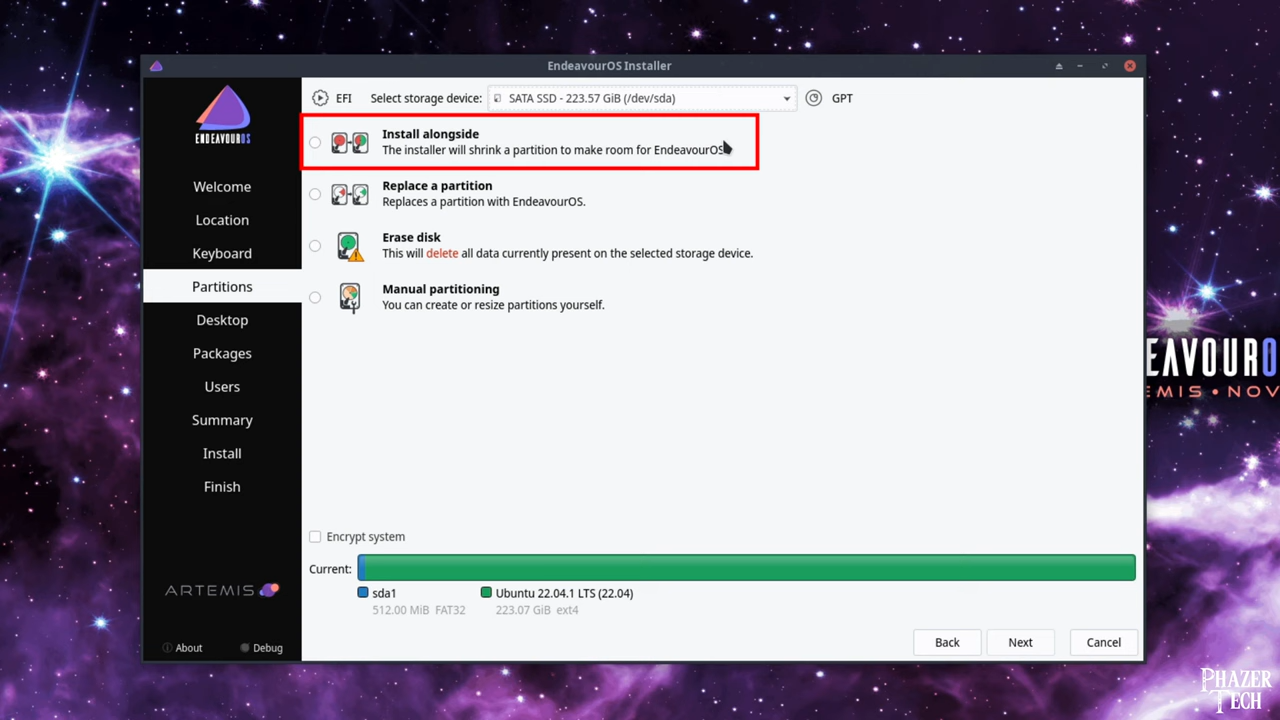 EndeavourOS Installer
EFI Select storage device: SATA SSD - 223.57 GiB (/dev/sda) GPT
ENDEAVOUROS
Install alongside
The installer will shrink a partition to make room for EndeavourOS
Replace a partition
Replaces a partition with EndeavourOS.
Erase disk
This will delete all data currently present on the selected storage device.
Manual partitioning
You can create or resize partitions yourself.
Welcome
Location
Keyboard
Partitions
Desktop
Packages
Users
Summary
Install
Finish
ARTEMIS
About Debug
Encrypt system
Current:
sda1 Ubuntu 22.04.1 LTS (22.04)
512.00 MiB FAT32 223.07 GiB ext4
Back Next Cancel
EAVOURO
EMIS • NOV
PHAZER
TECH